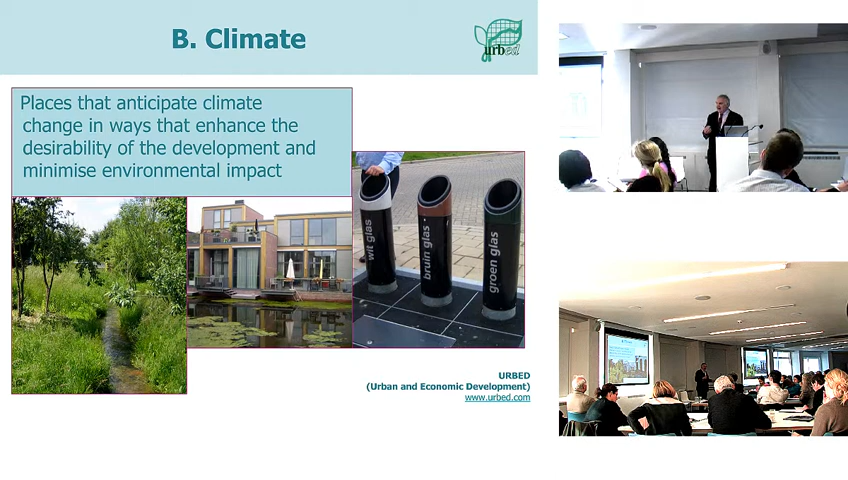 B. Climate
urbed
Places that anticipate climate
change in ways that enhance the
desirability of the development and
minimise environmental impact
wit glas
bruin glas
groen glas
URBED
(Urban and Economic Development)
www.urbed.com